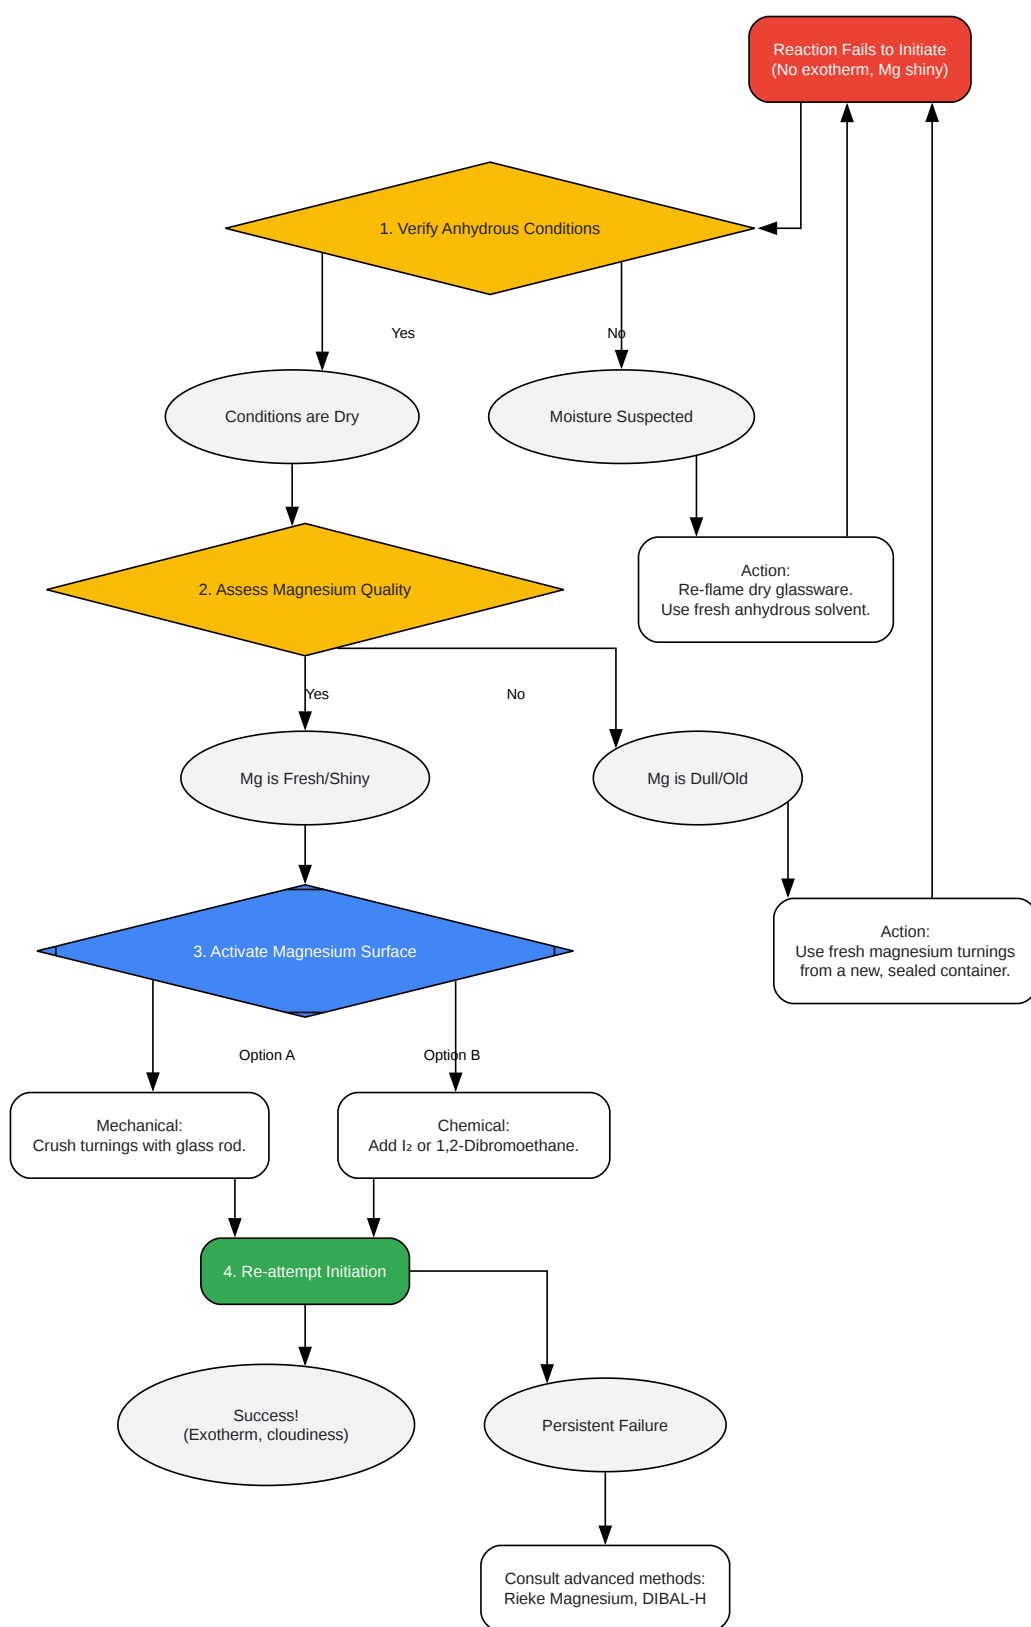 Reaction Fails to Initiate
(No exotherm, Mg shiny)
1. Verify Anhydrous Conditions
Yes
No
Conditions are Dry
Moisture Suspected
Action:
Re-flame dry glassware.
Use fresh anhydrous solvent.
2. Assess Magnesium Quality
Yes
No
Mg is Fresh/Shiny
Mg is Dull/Old
Action:
Use fresh magnesium turnings
from a new, sealed container.
3. Activate Magnesium Surface
Option A
Option B
Mechanical:
Crush turnings with glass rod.
Chemical:
Add I₂ or 1,2-Dibromoethane.
4. Re-attempt Initiation
Success!
(Exotherm, cloudiness)
Persistent Failure
Consult advanced methods:
Rieke Magnesium, DIBAL-H